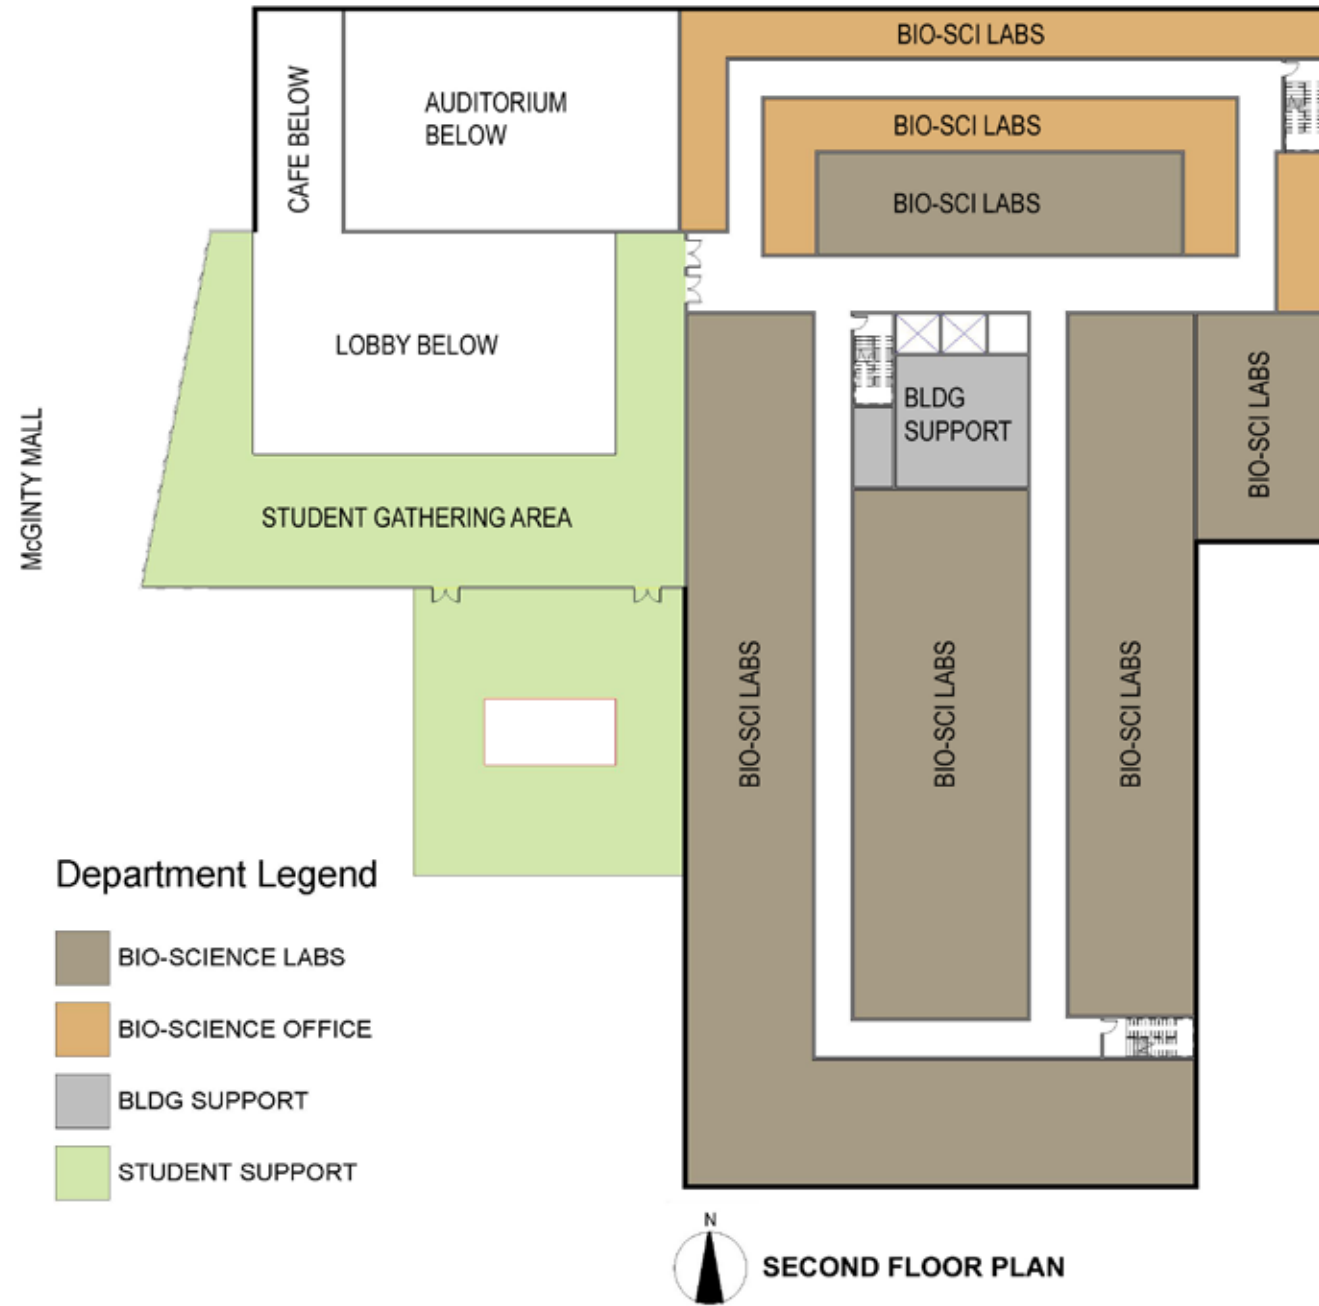 BIO-SCI LABS
CAFE BELOW
AUDITORIUM
BELOW
BIO-SCI LABS
BIO-SCI LABS
LOBBY BELOW
BLDG
SUPPORT
BIO-SCI LABS
McGINTY MALL
STUDENT GATHERING AREA
BIO-SCI LABS
BIO-SCI LABS
BIO-SCI LABS
Department Legend
BIO-SCIENCE LABS
BIO-SCIENCE OFFICE
BLDG SUPPORT
STUDENT SUPPORT
N
SECOND FLOOR PLAN